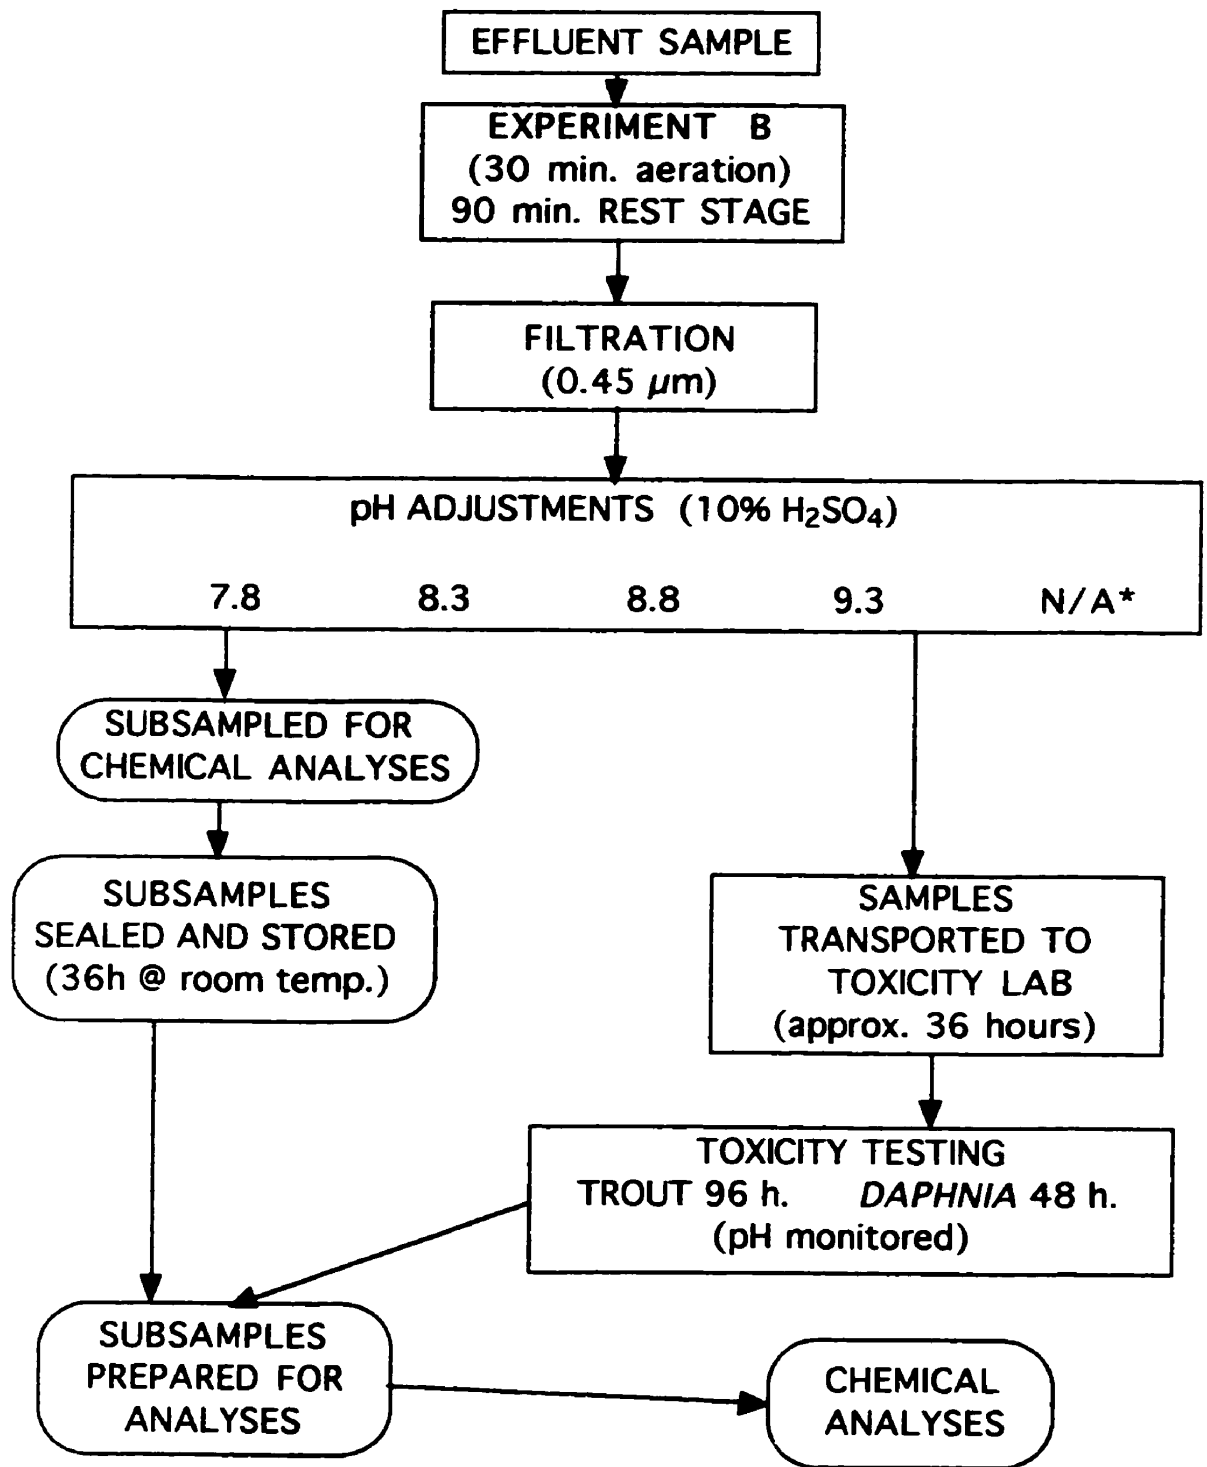 EFFLUENT SAMPLE
EXPERIMENT B
(30 min. aeration)
90 min. REST STAGE
FILTRATION
(0.45 µm)
pH ADJUSTMENTS (10% H₂SO₄)
7.8 8.3 8.8 9.3 N/A*
SUBSAMPLED FOR
CHEMICAL ANALYSES
SUBSAMPLES
SEALED AND STORED
(36h @ room temp.)
SAMPLES
TRANSPORTED TO
TOXICITY LAB
(approx. 36 hours)
TOXICITY TESTING
TROUT 96 h. DAPHNIA 48 h.
(pH monitored)
SUBSAMPLES
PREPARED FOR
ANALYSES
CHEMICAL
ANALYSES